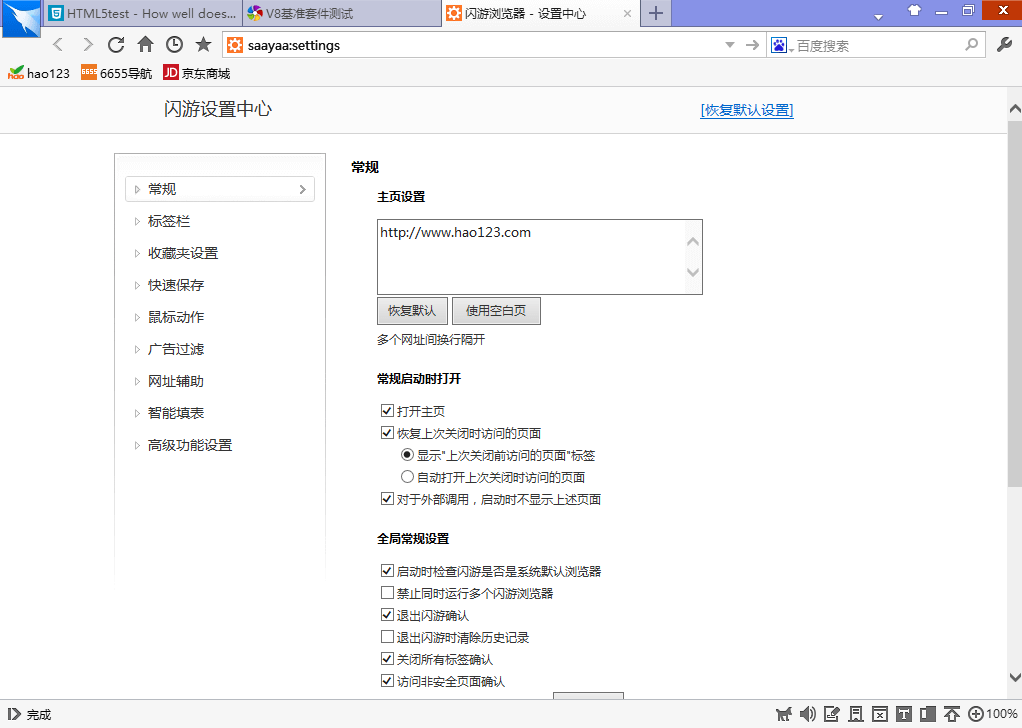 HTML5test - How well does...
V8基准套件测试
闪游浏览器 - 设置中心
saayaa:settings
百度搜索
hao123
6655导航
JD 京东商城
闪游设置中心
[恢复默认设置]
常规
标签栏
收藏夹设置
快速保存
鼠标动作
广告过滤
网址辅助
智能填表
高级功能设置
常规
主页设置
http://www.hao123.com
恢复默认
使用空白页
多个网址间换行隔开
常规启动时打开
打开主页
恢复上次关闭时访问的页面
显示"上次关闭前访问的页面"标签
自动打开上次关闭时访问的页面
对于外部调用，启动时不显示上述页面
全局常规设置
启动时检查闪游是否是系统默认浏览器
禁止同时运行多个闪游浏览器
退出闪游确认
退出闪游时清除历史记录
关闭所有标签确认
访问非安全页面确认
完成
100%